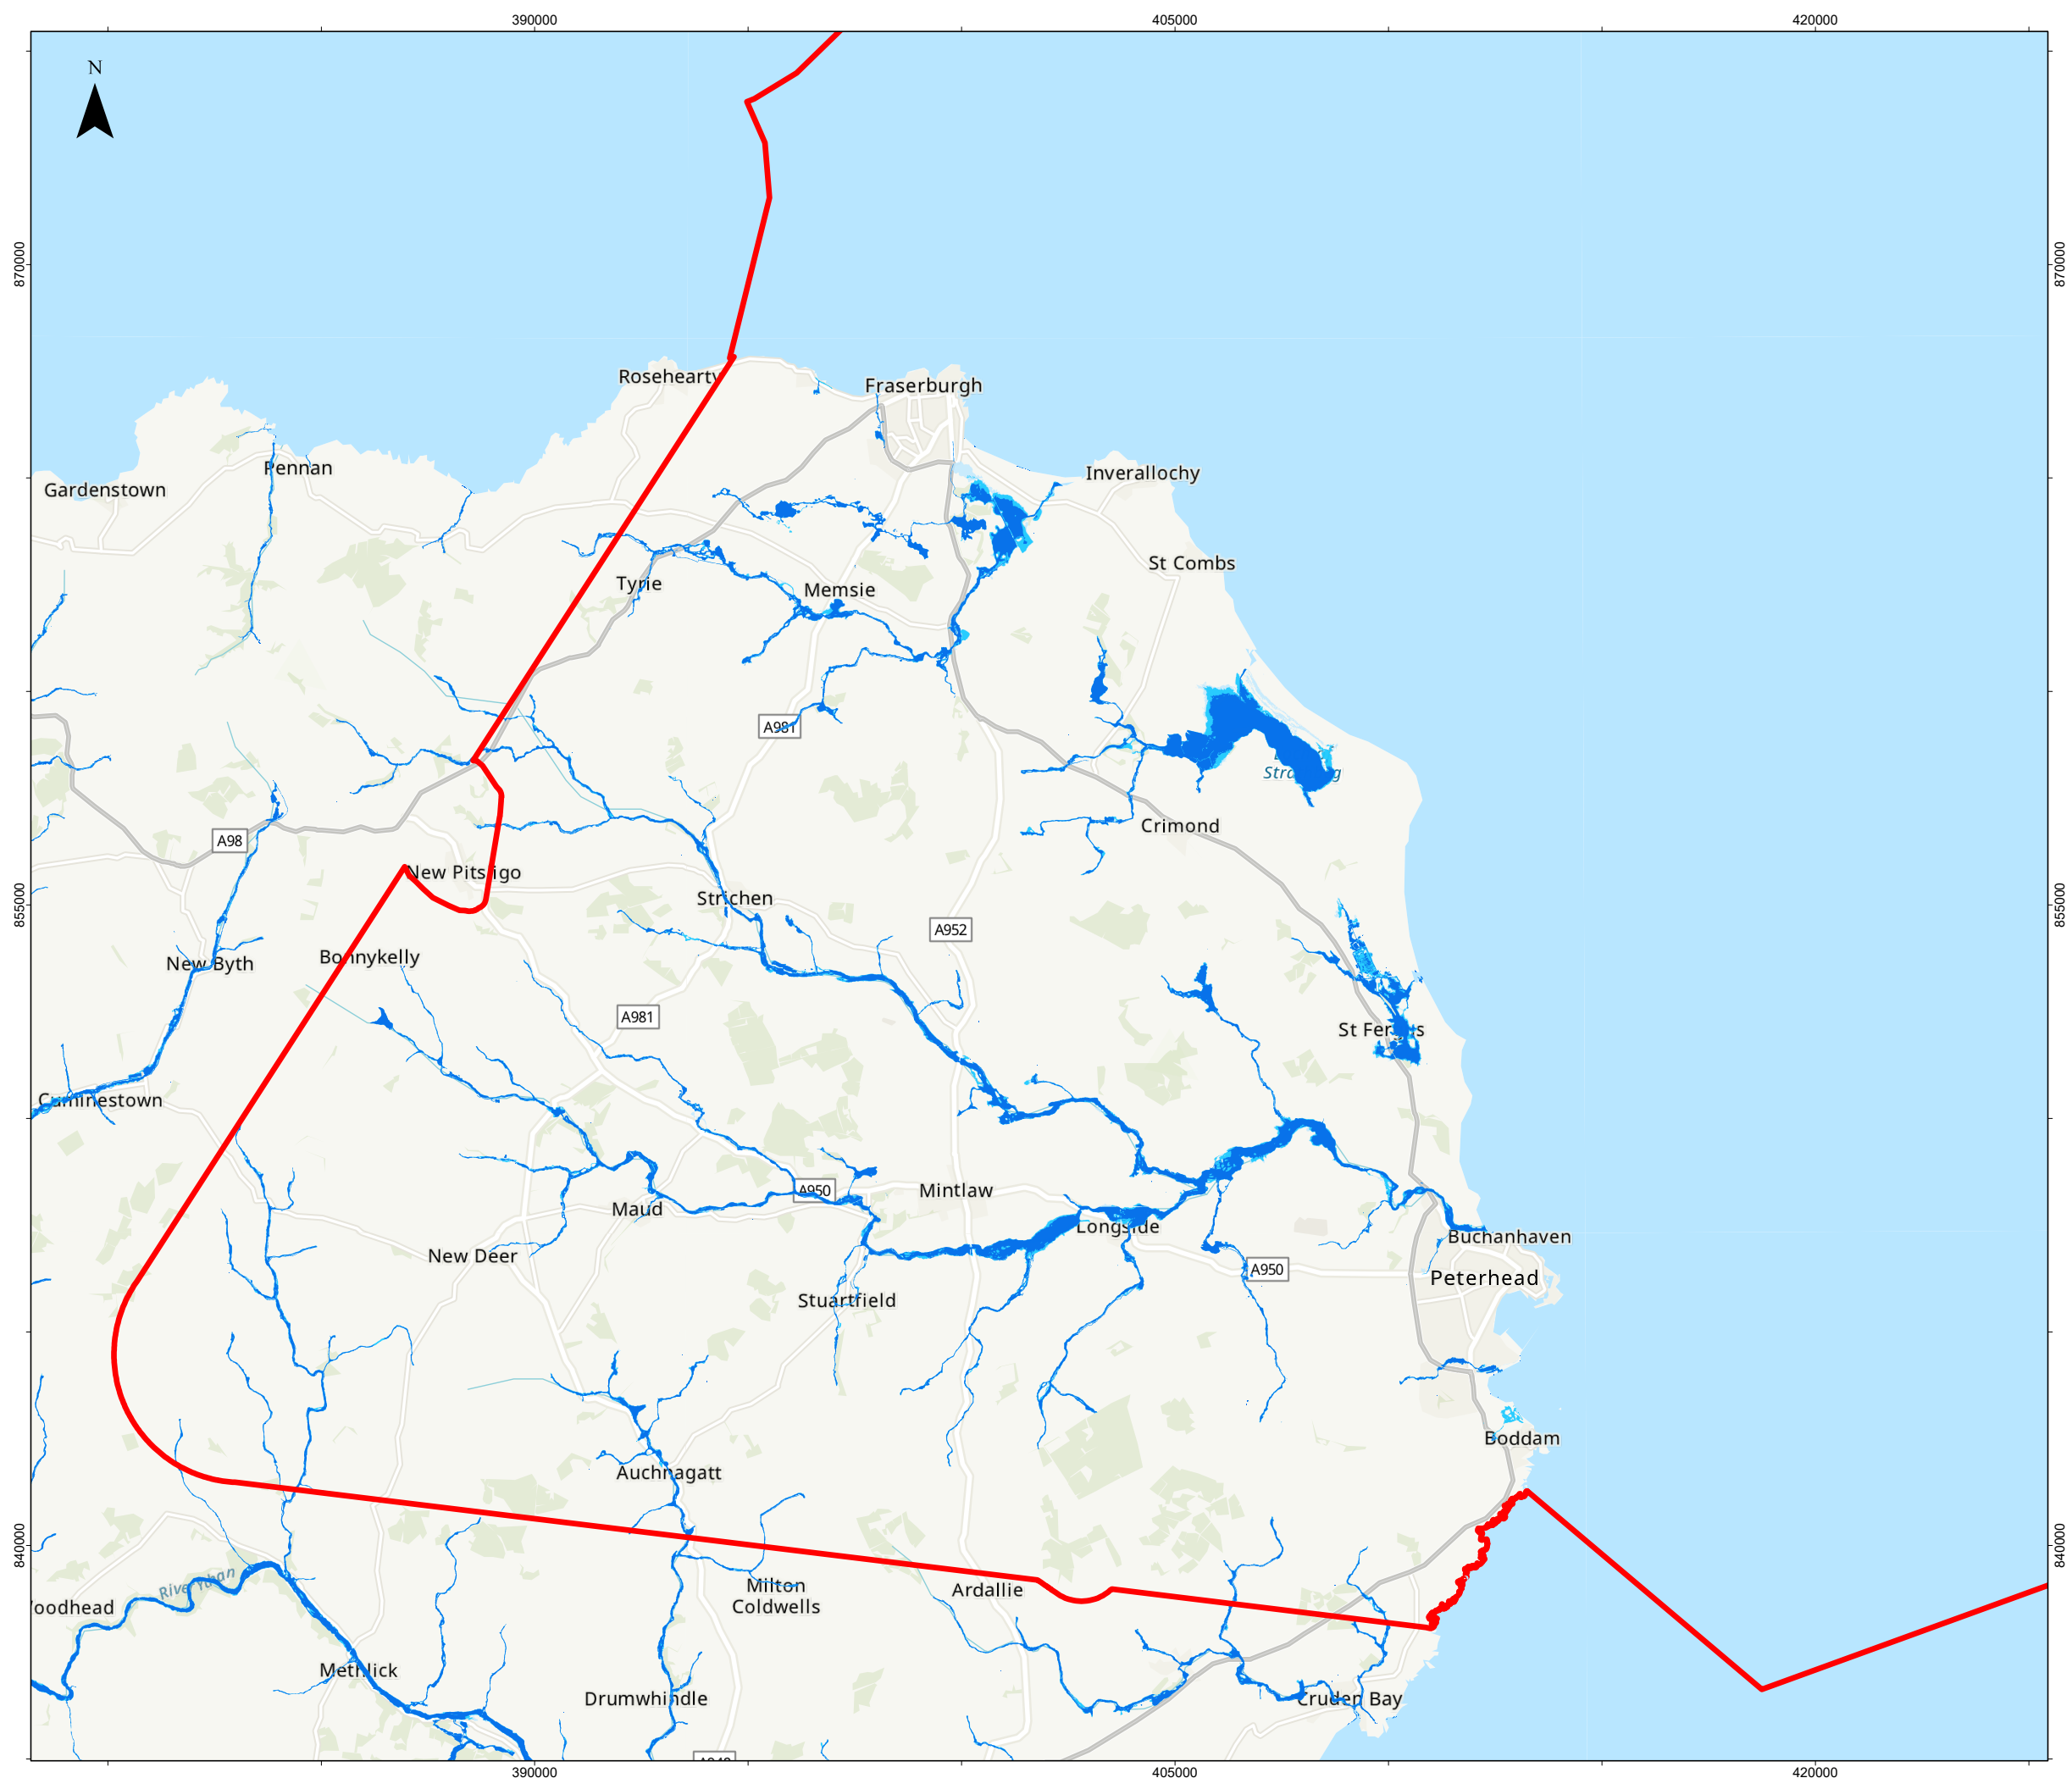 390000
405000
420000
N
870000
870000
Rosehearty
Fraserburgh
Pennan
Inverallochy
Gardenstown
St Combs
Tyrie
Memsie
A981
Crimond
A98
New Pitsligo
Strichen
855000
855000
A952
Bonnykelly
New Byth
A981
St Fergus
Cuminestown
A950
Mintlaw
Maud
Longside
Buchanhaven
New Deer
A950
Peterhead
Stuartfield
Boddam
Auchnagatt
840000
840000
River Ythan
Milton
Coldwells
Ardallie
oodhead
Methlick
Drumwhindle
Cruden Bay
390000
405000
420000